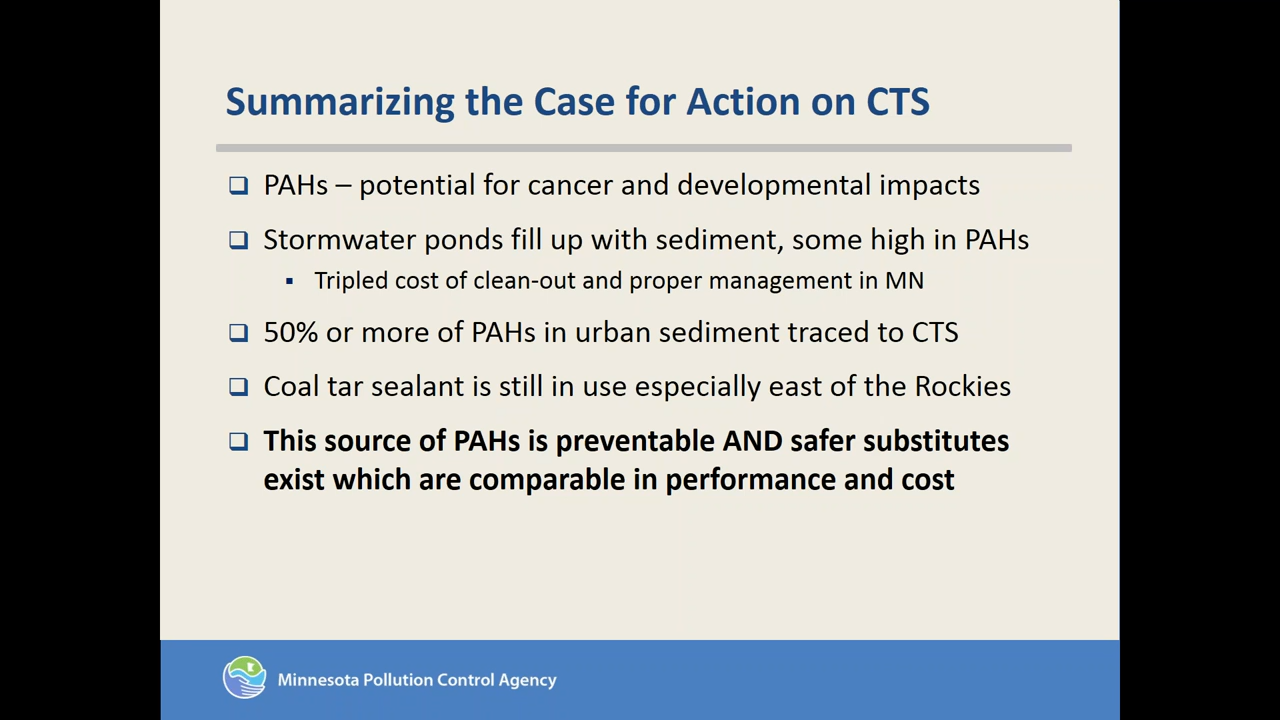 Summarizing the Case for Action on CTS
PAHs – potential for cancer and developmental impacts
Stormwater ponds fill up with sediment, some high in PAHs
Tripled cost of clean-out and proper management in MN
50% or more of PAHs in urban sediment traced to CTS
Coal tar sealant is still in use especially east of the Rockies
This source of PAHs is preventable AND safer substitutes
exist which are comparable in performance and cost
Minnesota Pollution Control Agency